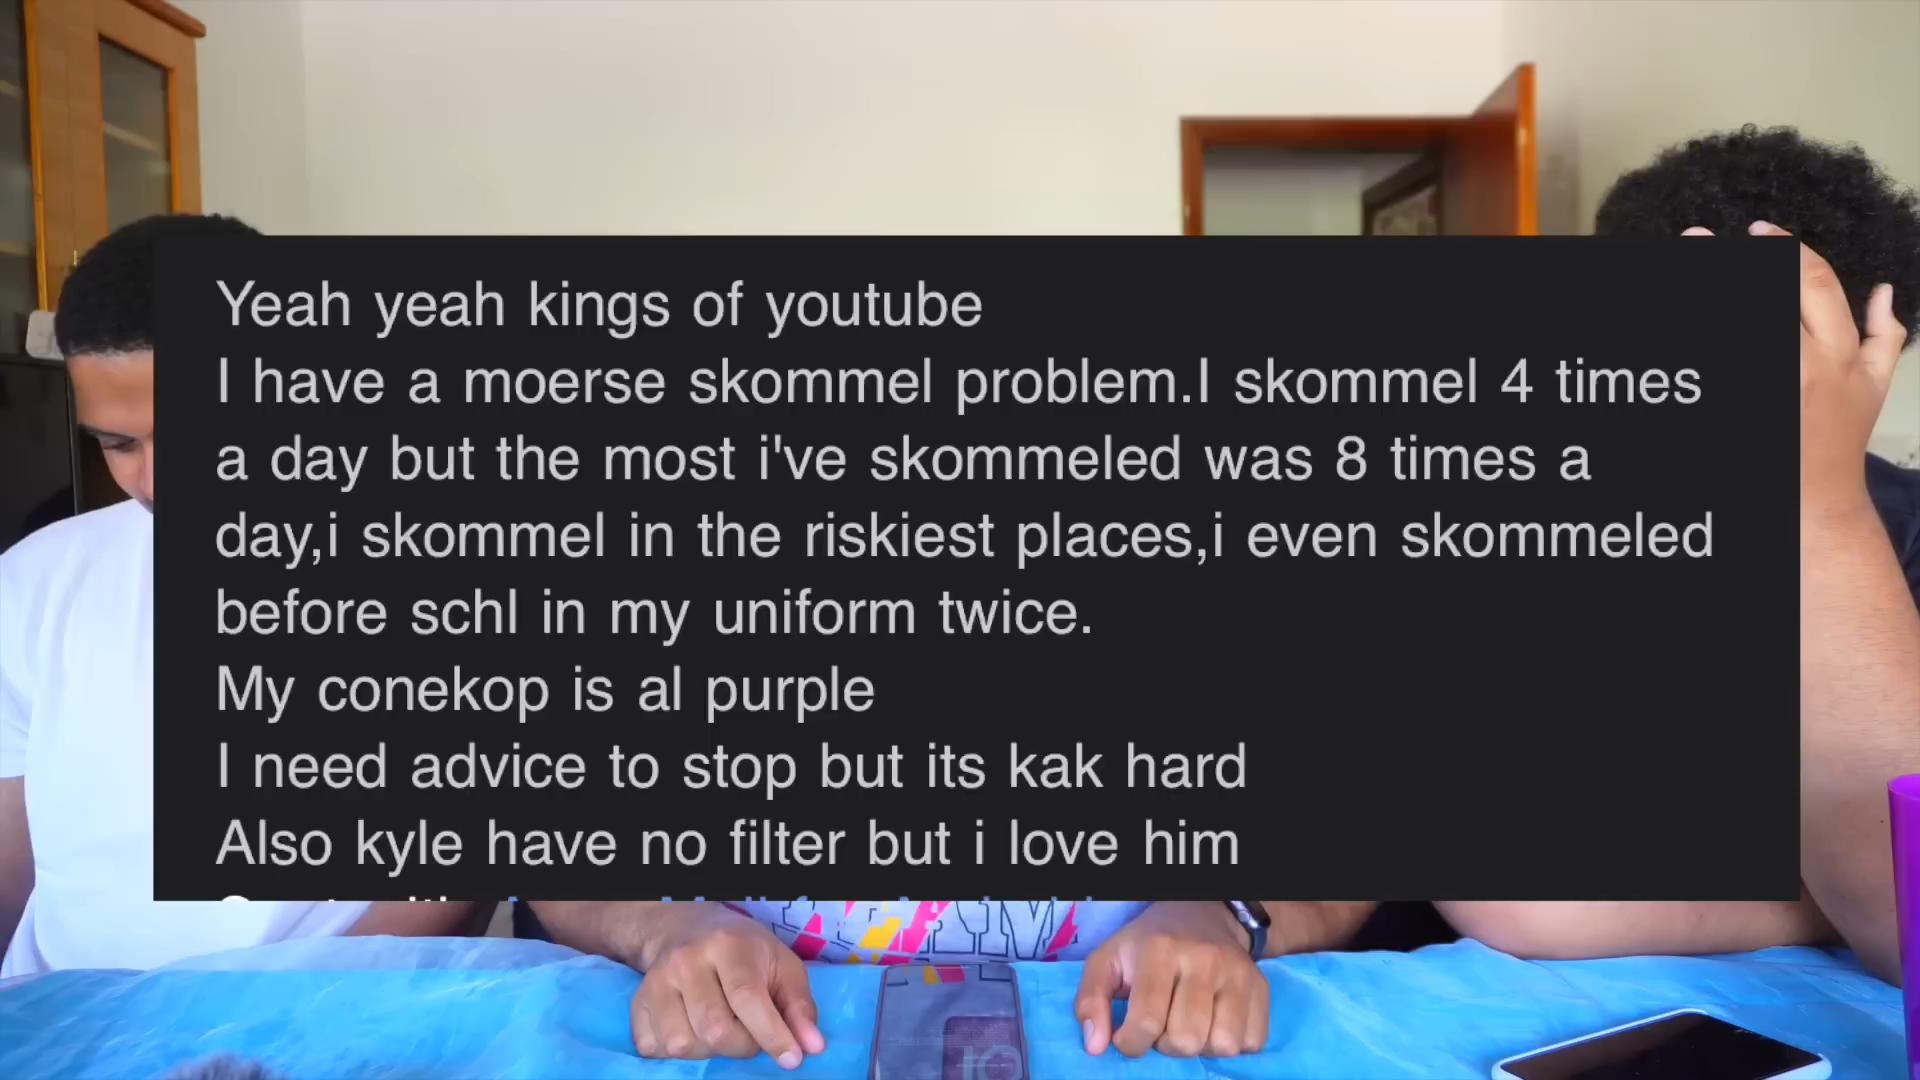 Yeah yeah kings of youtube
I have a moerse skommel problem.I skommel 4 times
a day but the most i've skommeled was 8 times a
day,i skommel in the riskiest places,i even skommeled
before schl in my uniform twice.
My conekop is al purple
I need advice to stop but its kak hard
Also kyle have no filter but i love him